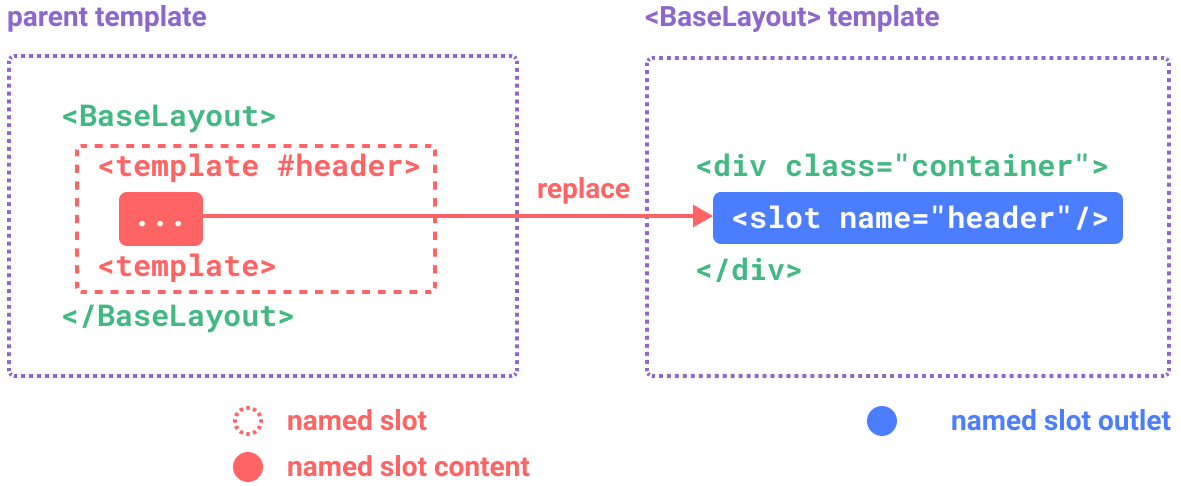 parent template
<BaseLayout> template
<BaseLayout>
<template #header>
...
<template>
</BaseLayout>
replace
<div class="container">
<slot name="header"/>
</div>
named slot
named slot content
named slot outlet